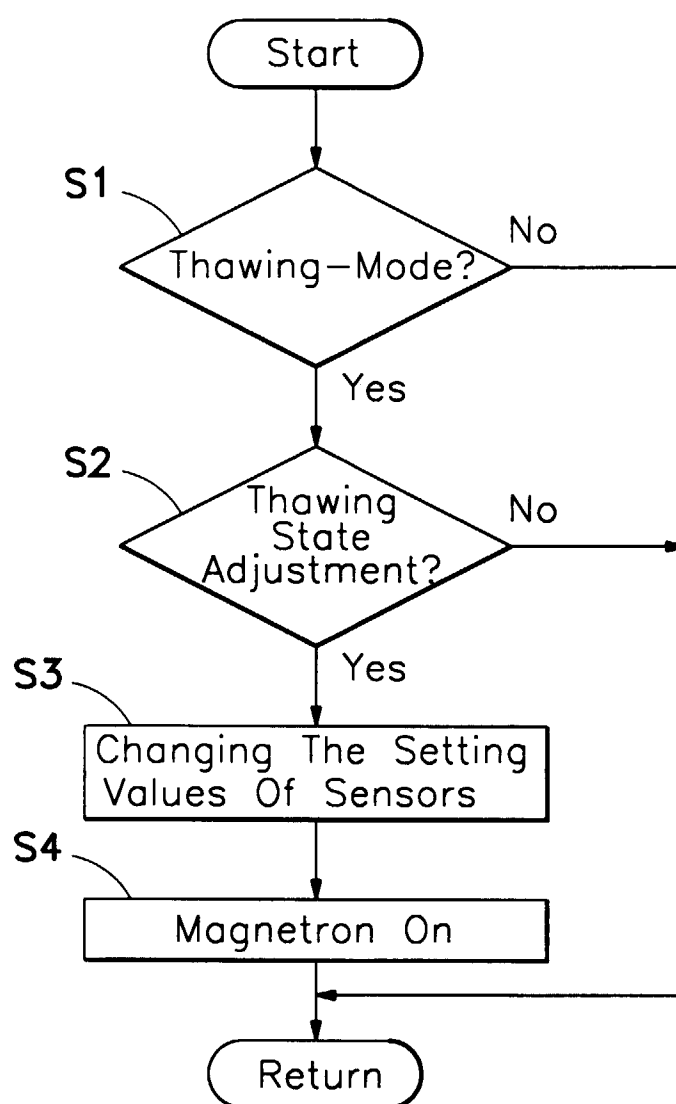 Start
S1
Thawing-Mode?
No
Yes
S2
Thawing
State
Adjustment?
No
Yes
S3
Changing The Setting
Values Of Sensors
S4
Magnetron On
Return